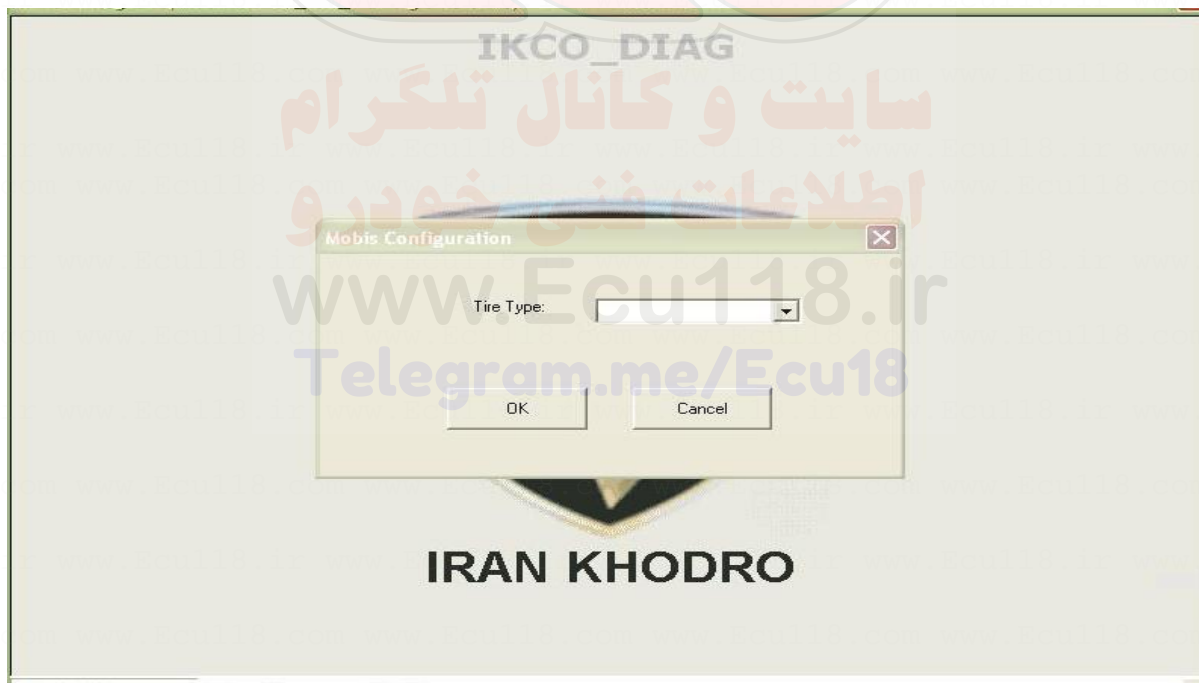 IKCO_DIAG
سایت و کانال تلگرام
اطلاعات فنی خودرو
Mobis Configuration
www.Ecu118.ir
Tire Type:
Telegram.me/Ecu18
OK
Cancel
IRAN KHODRO